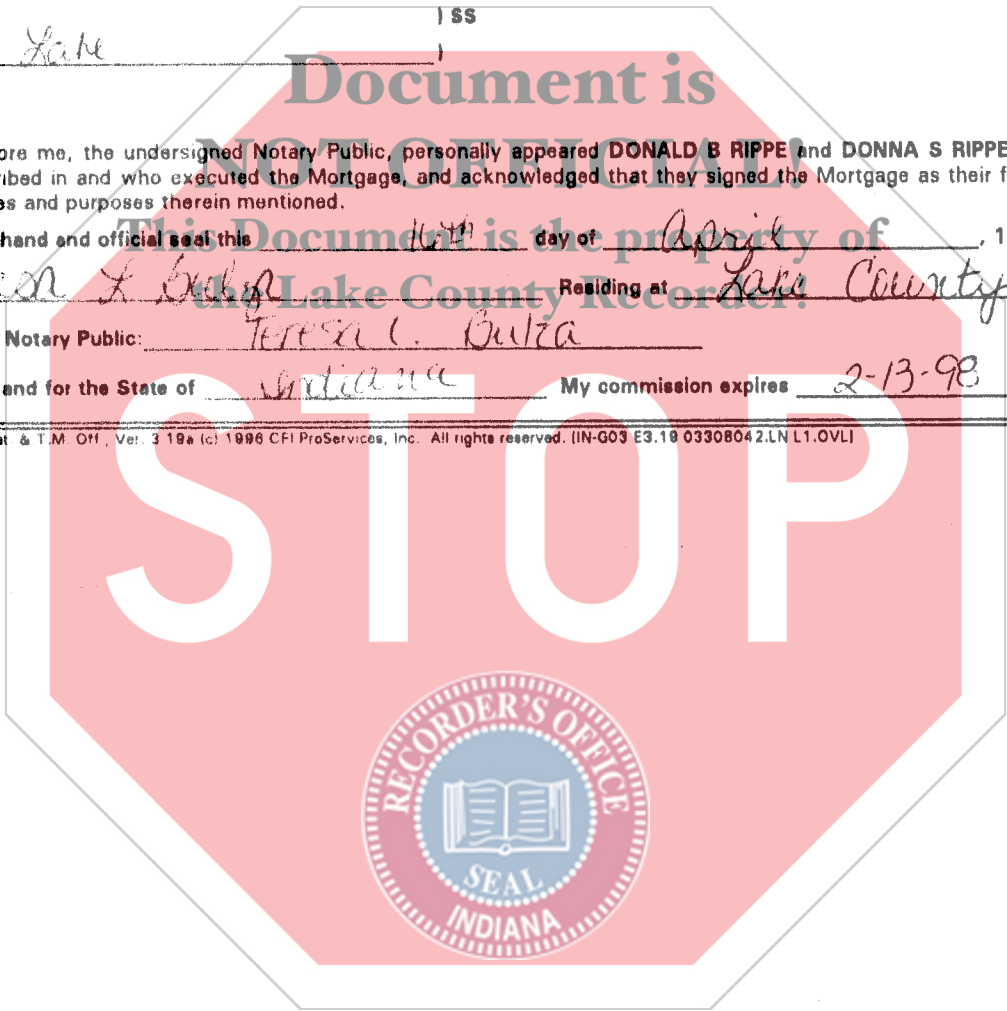 ) SS
Lake )
Document is
NOT OFFICIAL!
ore me, the undersigned Notary Public, personally appeared DONALD B RIPPE and DONNA S RIPPE
ibed in and who executed the Mortgage, and acknowledged that they signed the Mortgage as their f
es and purposes therein mentioned.
This Document is the property of
the Lake County Recorder!
hand and official seal this 16th day of April , 1
L Residing at Lake County
Notary Public: Teresa L. Bulza
and for the State of Indiana My commission expires 2-13-98
at. & T.M. Off., Ver. 3.19a (c) 1996 CFI ProServices, Inc. All rights reserved. [IN-G03 E3.19 03308042.LN L1.OVL]
STOP
RECORDER'S OFFICE
SEAL
INDIANA